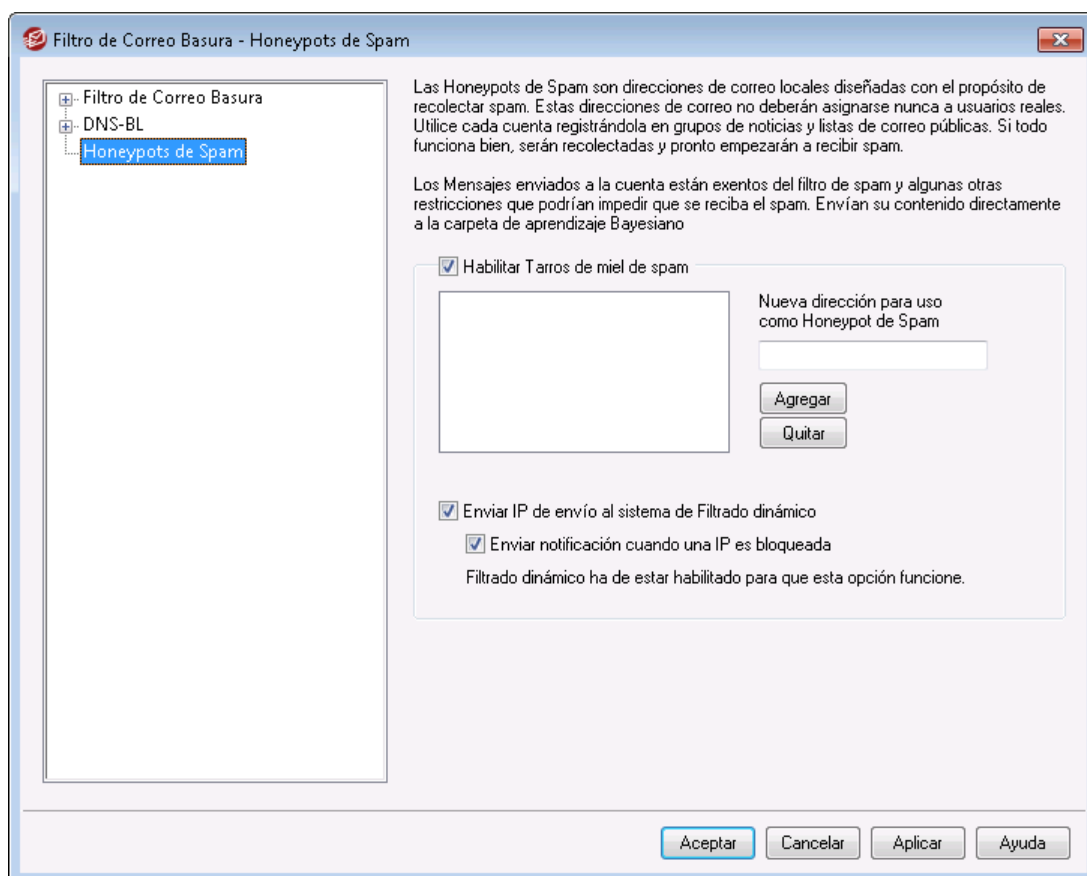 Filtro de Correo Basura - Honeypots de Spam
Filtro de Correo Basura
DNS-BL
Honeypots de Spam
Las Honeypots de Spam son direcciones de correo locales diseñadas con el propósito de
recolectar spam. Estas direcciones de correo no deberán asignarse nunca a usuarios reales.
Utilice cada cuenta registrándola en grupos de noticias y listas de correo públicas. Si todo
funciona bien, serán recolectadas y pronto empezarán a recibir spam.
Los Mensajes enviados a la cuenta están exentos del filtro de spam y algunas otras
restricciones que podrían impedir que se reciba el spam. Envían su contenido directamente
a la carpeta de aprendizaje Bayesiano
Habilitar Tarros de miel de spam
Nueva dirección para uso
como Honeypot de Spam
Agregar
Quitar
Enviar IP de envío al sistema de Filtrado dinámico
Enviar notificación cuando una IP es bloqueada
Filtrado dinámico ha de estar habilitado para que esta opción funcione.
Aceptar
Cancelar
Aplicar
Ayuda